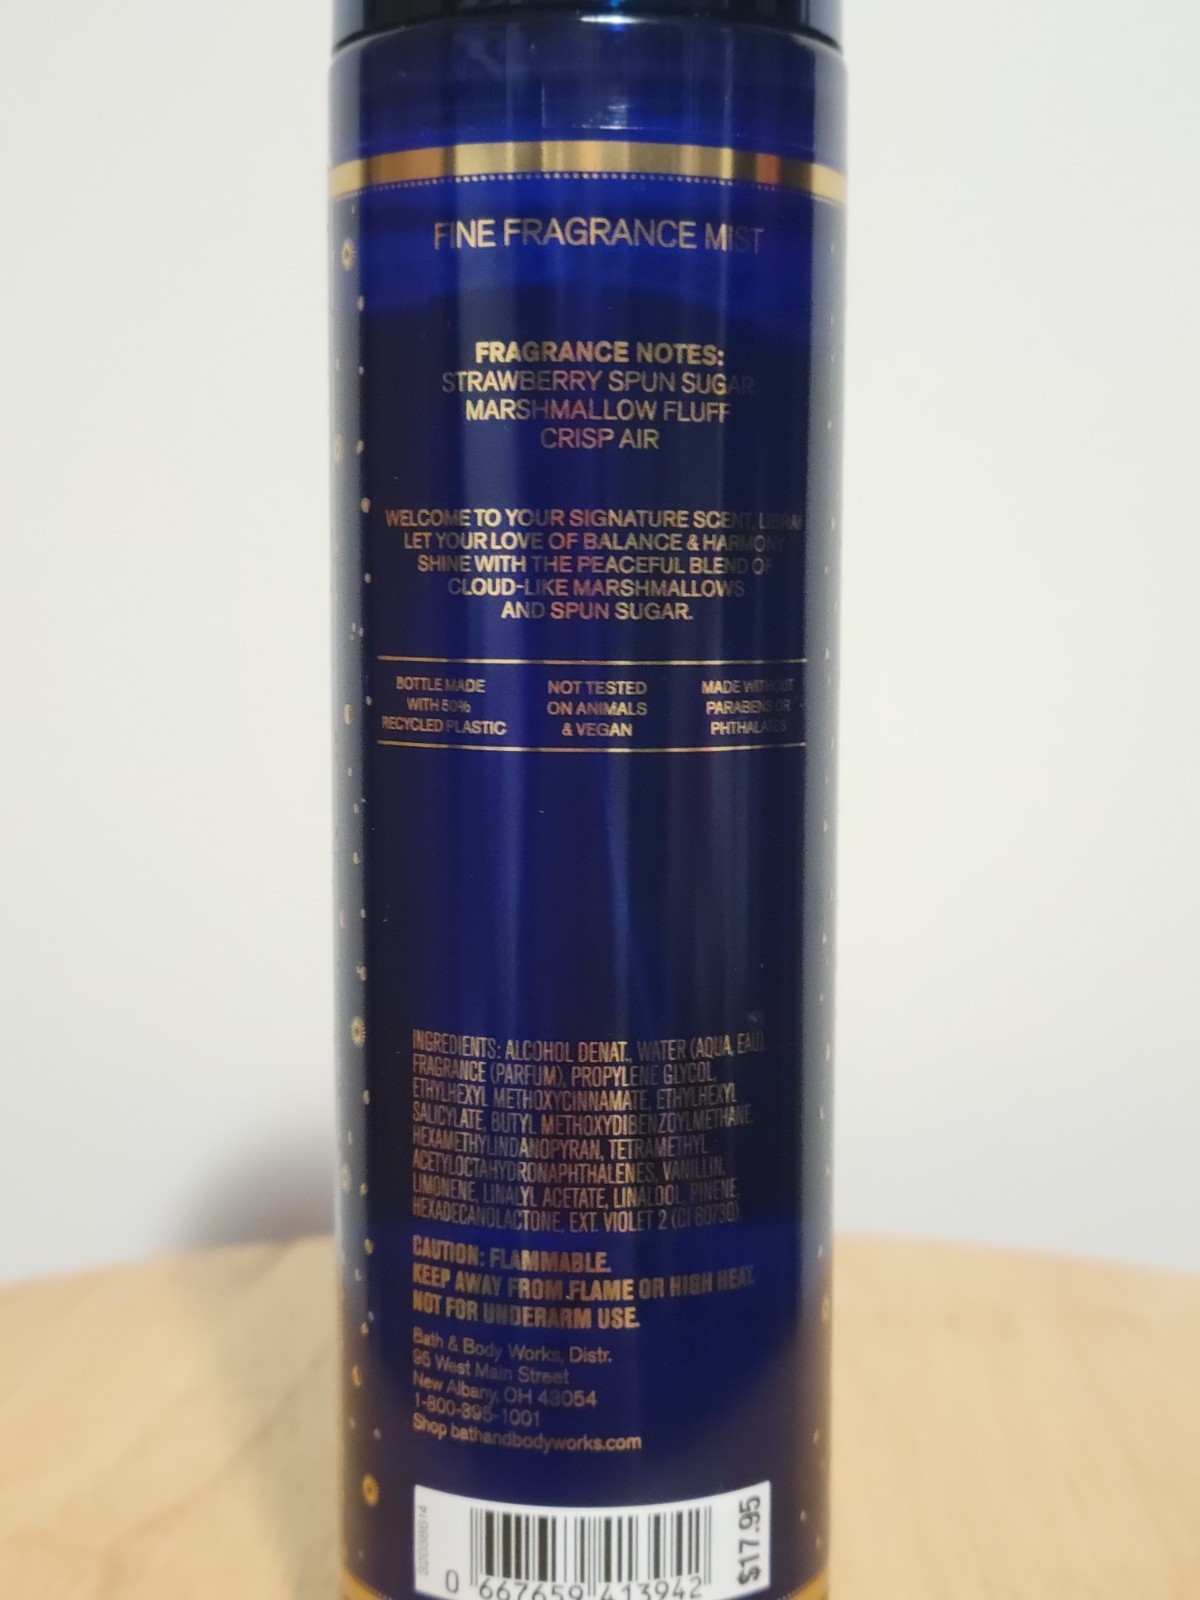 FINE FRAGRANCE MIST
FRAGRANCE NOTES:
STRAWBERRY SPUN SUGAR
MARSHMALLOW FLUFF
CRISP AIR
WELCOME TO YOUR SIGNATURE SCENT, LIBRA!
LET YOUR LOVE OF BALANCE & HARMONY
SHINE WITH THE PEACEFUL BLEND OF
CLOUD-LIKE MARSHMALLOWS
AND SPUN SUGAR.
BOTTLE MADE
WITH 50%
RECYCLED PLASTIC
NOT TESTED
ON ANIMALS
& VEGAN
MADE WITHOUT
PARABENS OR
PHTHALATES
INGREDIENTS: ALCOHOL DENAT., WATER (AQUA, EAU),
FRAGRANCE (PARFUM), PROPYLENE GLYCOL,
ETHYLHEXYL METHOXYCINNAMATE, ETHYLHEXYL
SALICYLATE, BUTYL METHOXYDIBENZOYLMETHANE,
HEXAMETHYLINDANOPYRAN, TETRAMETHYL
ACETYLOCTAHYDRONAPHTHALENES, VANILLIN,
LIMONENE, LINALYL ACETATE, LINALOOL, PINENE,
HEXADECANOLACTONE, EXT. VIOLET 2 (CI 60730).
CAUTION: FLAMMABLE.
KEEP AWAY FROM FLAME OR HIGH HEAT.
NOT FOR UNDERARM USE.
Bath & Body Works, Distr.
95 West Main Street
New Albany, OH 43054
1-800-395-1001
Shop bathandbodyworks.com
$17.95
0 667659 413942